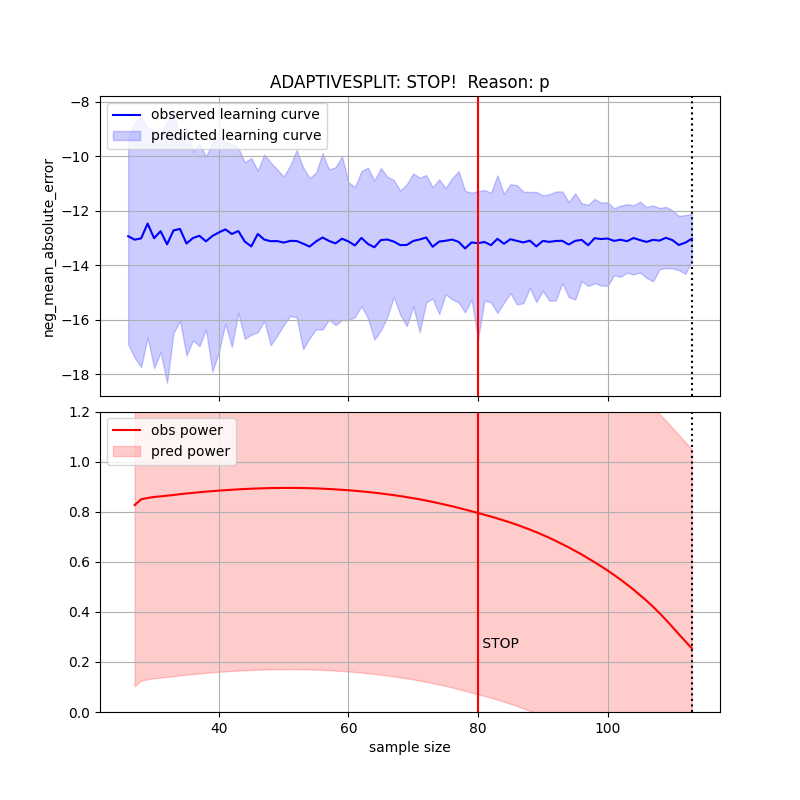 ADAPTIVESPLIT: STOP!  Reason: p
observed learning curve
predicted learning curve
neg_mean_absolute_error
−8
−10
−12
−14
−16
−18
obs power
pred power
1.2
1.0
0.8
0.6
0.4
0.2
0.0
STOP
40 60 80 100
sample size